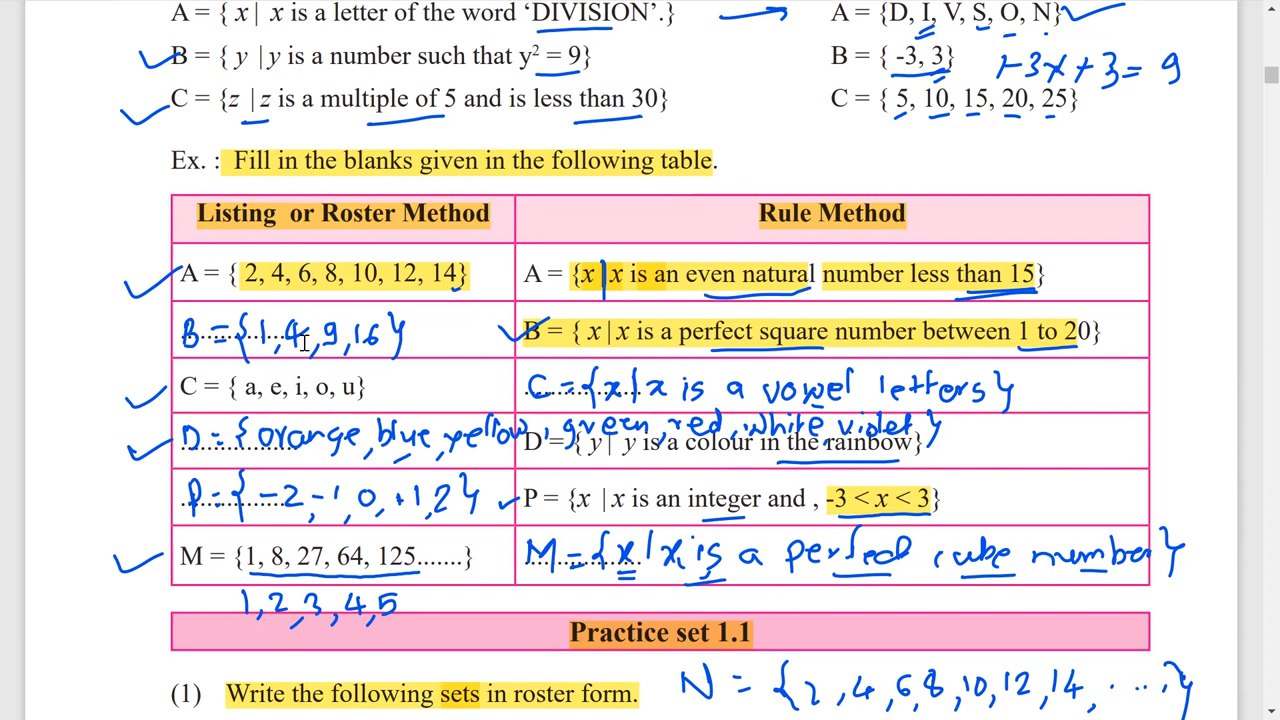 A = { x | x is a letter of the word ‘DIVISION’.} A = {D, I, V, S, O, N}
B = { y | y is a number such that y² = 9} B = { -3, 3} -3x+3 = 9
C = {z | z is a multiple of 5 and is less than 30} C = { 5, 10, 15, 20, 25}
Ex. : Fill in the blanks given in the following table.
Listing or Roster Method Rule Method
A = { 2, 4, 6, 8, 10, 12, 14} A = {x | x is an even natural number less than 15}
B = {1, 4, 9, 16} B = { x | x is a perfect square number between 1 to 20}
C = { a, e, i, o, u} C = {x | x is a vowel letters}
D = {orange, blue, yellow, green, red, white violet} D = { y | y is a colour in the rainbow}
P = {-2, -1, 0, +1, 2} P = {x | x is an integer and , -3 < x < 3}
M = {1, 8, 27, 64, 125.......} M = {x | x is a perfect cube number}
1, 2, 3, 4, 5
Practice set 1.1
(1) Write the following sets in roster form. N = {2, 4, 6, 8, 10, 12, 14, ....}